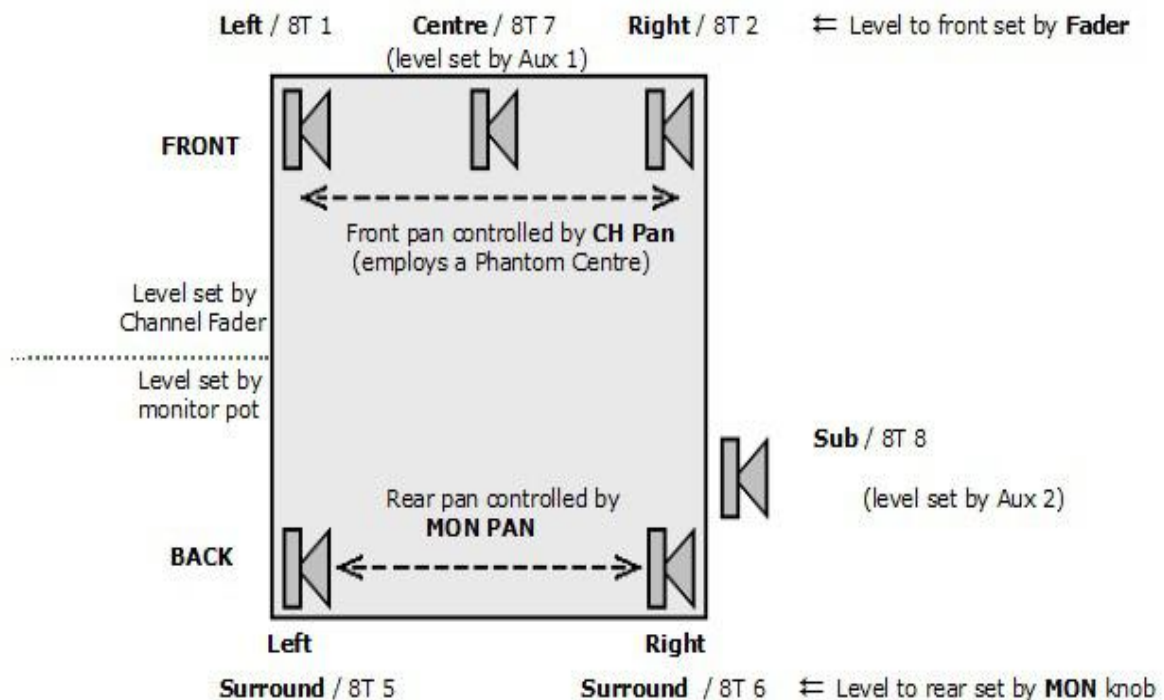 Left / 8T 1 Centre / 8T 7 Right / 8T 2 ⇇ Level to front set by Fader
(level set by Aux 1)
FRONT
Front pan controlled by CH Pan
(employs a Phantom Centre)
Level set by
Channel Fader
Level set by
monitor pot
Sub / 8T 8
(level set by Aux 2)
Rear pan controlled by
MON PAN
BACK
Left Right
Surround / 8T 5 Surround / 8T 6 ⇇ Level to rear set by MON knob